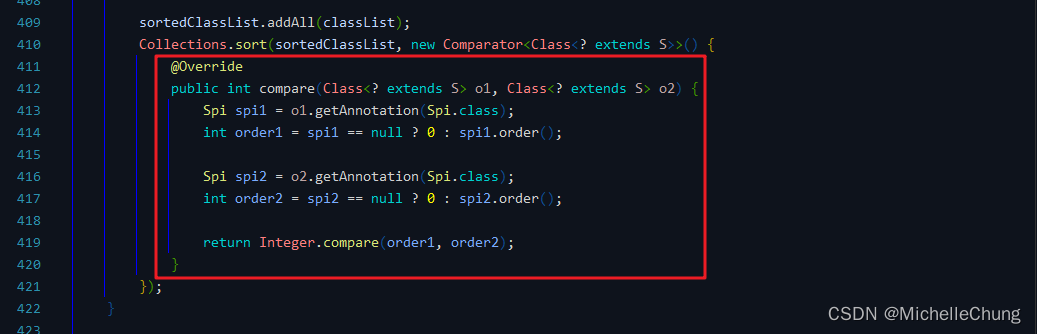 408
409 sortedClassList.addAll(classList);
410 Collections.sort(sortedClassList, new Comparator<Class<? extends S>>() {
411 @Override
412 public int compare(Class<? extends S> o1, Class<? extends S> o2) {
413 Spi spi1 = o1.getAnnotation(Spi.class);
414 int order1 = spi1 == null ? 0 : spi1.order();
415
416 Spi spi2 = o2.getAnnotation(Spi.class);
417 int order2 = spi2 == null ? 0 : spi2.order();
418
419 return Integer.compare(order1, order2);
420 }
421 });
422 }
423
CSDN @MichelleChung